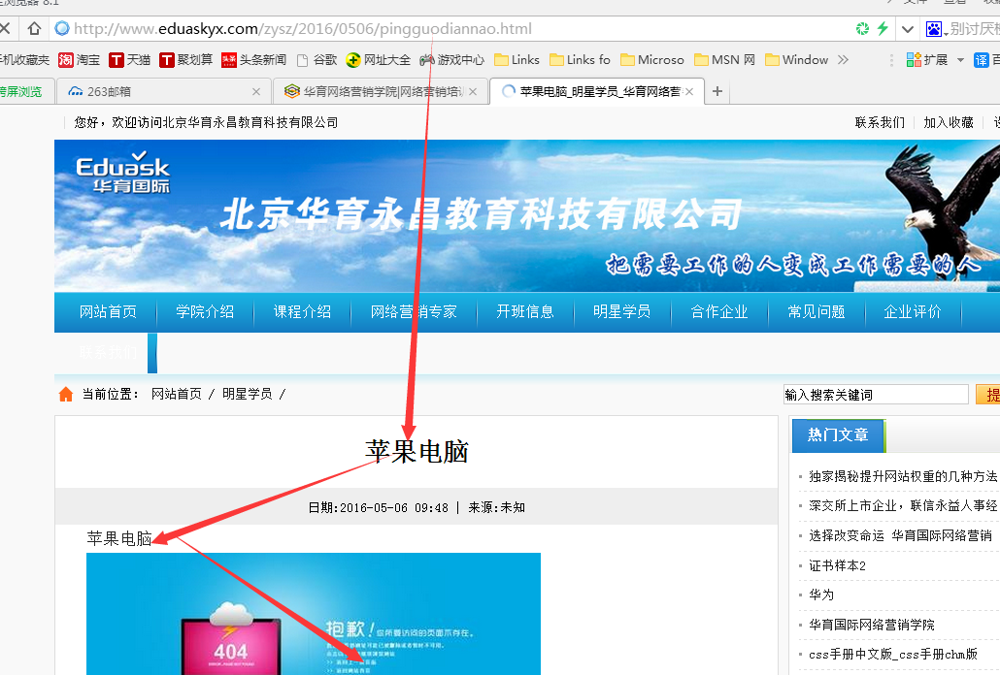 器 8.1
http://www.eduaskyx.com/zysz/2016/0506/pingguodiannao.html
别讨厌
手机收藏夹 淘宝 天猫 聚划算 头条新闻 谷歌 网址大全 游戏中心 Links Links fo Microso MSN 网 Window 扩展
跨屏浏览 263邮箱 华育网络营销学院|网络营销培 苹果电脑_明星学员_华育网络营
您好，欢迎访问北京华育永昌教育科技有限公司 联系我们 加入收藏
Eduask
华育国际
北京华育永昌教育科技有限公司
把需要工作的人变成工作需要的人
网站首页 学院介绍 课程介绍 网络营销专家 开班信息 明星学员 合作企业 常见问题 企业评价
联系我们
当前位置： 网站首页 / 明星学员 / 输入搜索关键词 提
苹果电脑
热门文章
独家揭秘提升网站权重的几种方法
日期:2016-05-06 09:48 | 来源:未知
深交所上市企业，联信永益人事经
苹果电脑
选择改变命运 华育国际网络营销
证书样本2
华为
抱歉！你所要访问的页面不存在。
华育国际网络营销学院
404
css手册中文版_css手册chm版